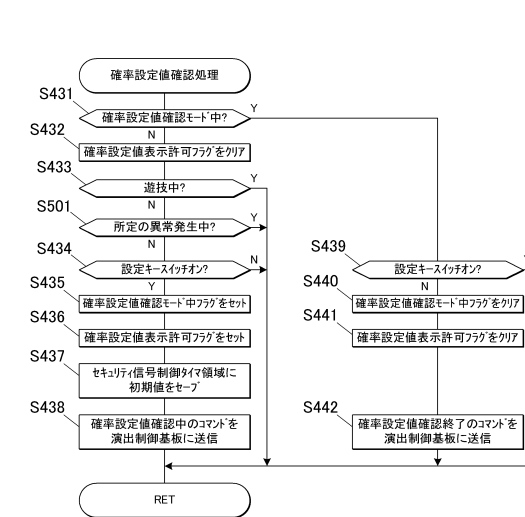 確率設定値確認処理
S431
確率設定値確認モード中?
Y
N
S432
確率設定値表示許可フラグをクリア
S433
遊技中?
Y
N
S501
所定の異常発生中?
Y
N
S434
設定キースイッチオン?
N
Y
S435
確率設定値確認モード中フラグをセット
S436
確率設定値表示許可フラグをセット
S437
セキュリティ信号制御タイマ領域に
初期値をセーブ
S438
確率設定値確認中のコマンドを
演出制御基板に送信
S439
設定キースイッチオン?
N
S440
確率設定値確認モード中フラグをクリア
S441
確率設定値表示許可フラグをクリア
S442
確率設定値確認終了のコマンドを
演出制御基板に送信
RET